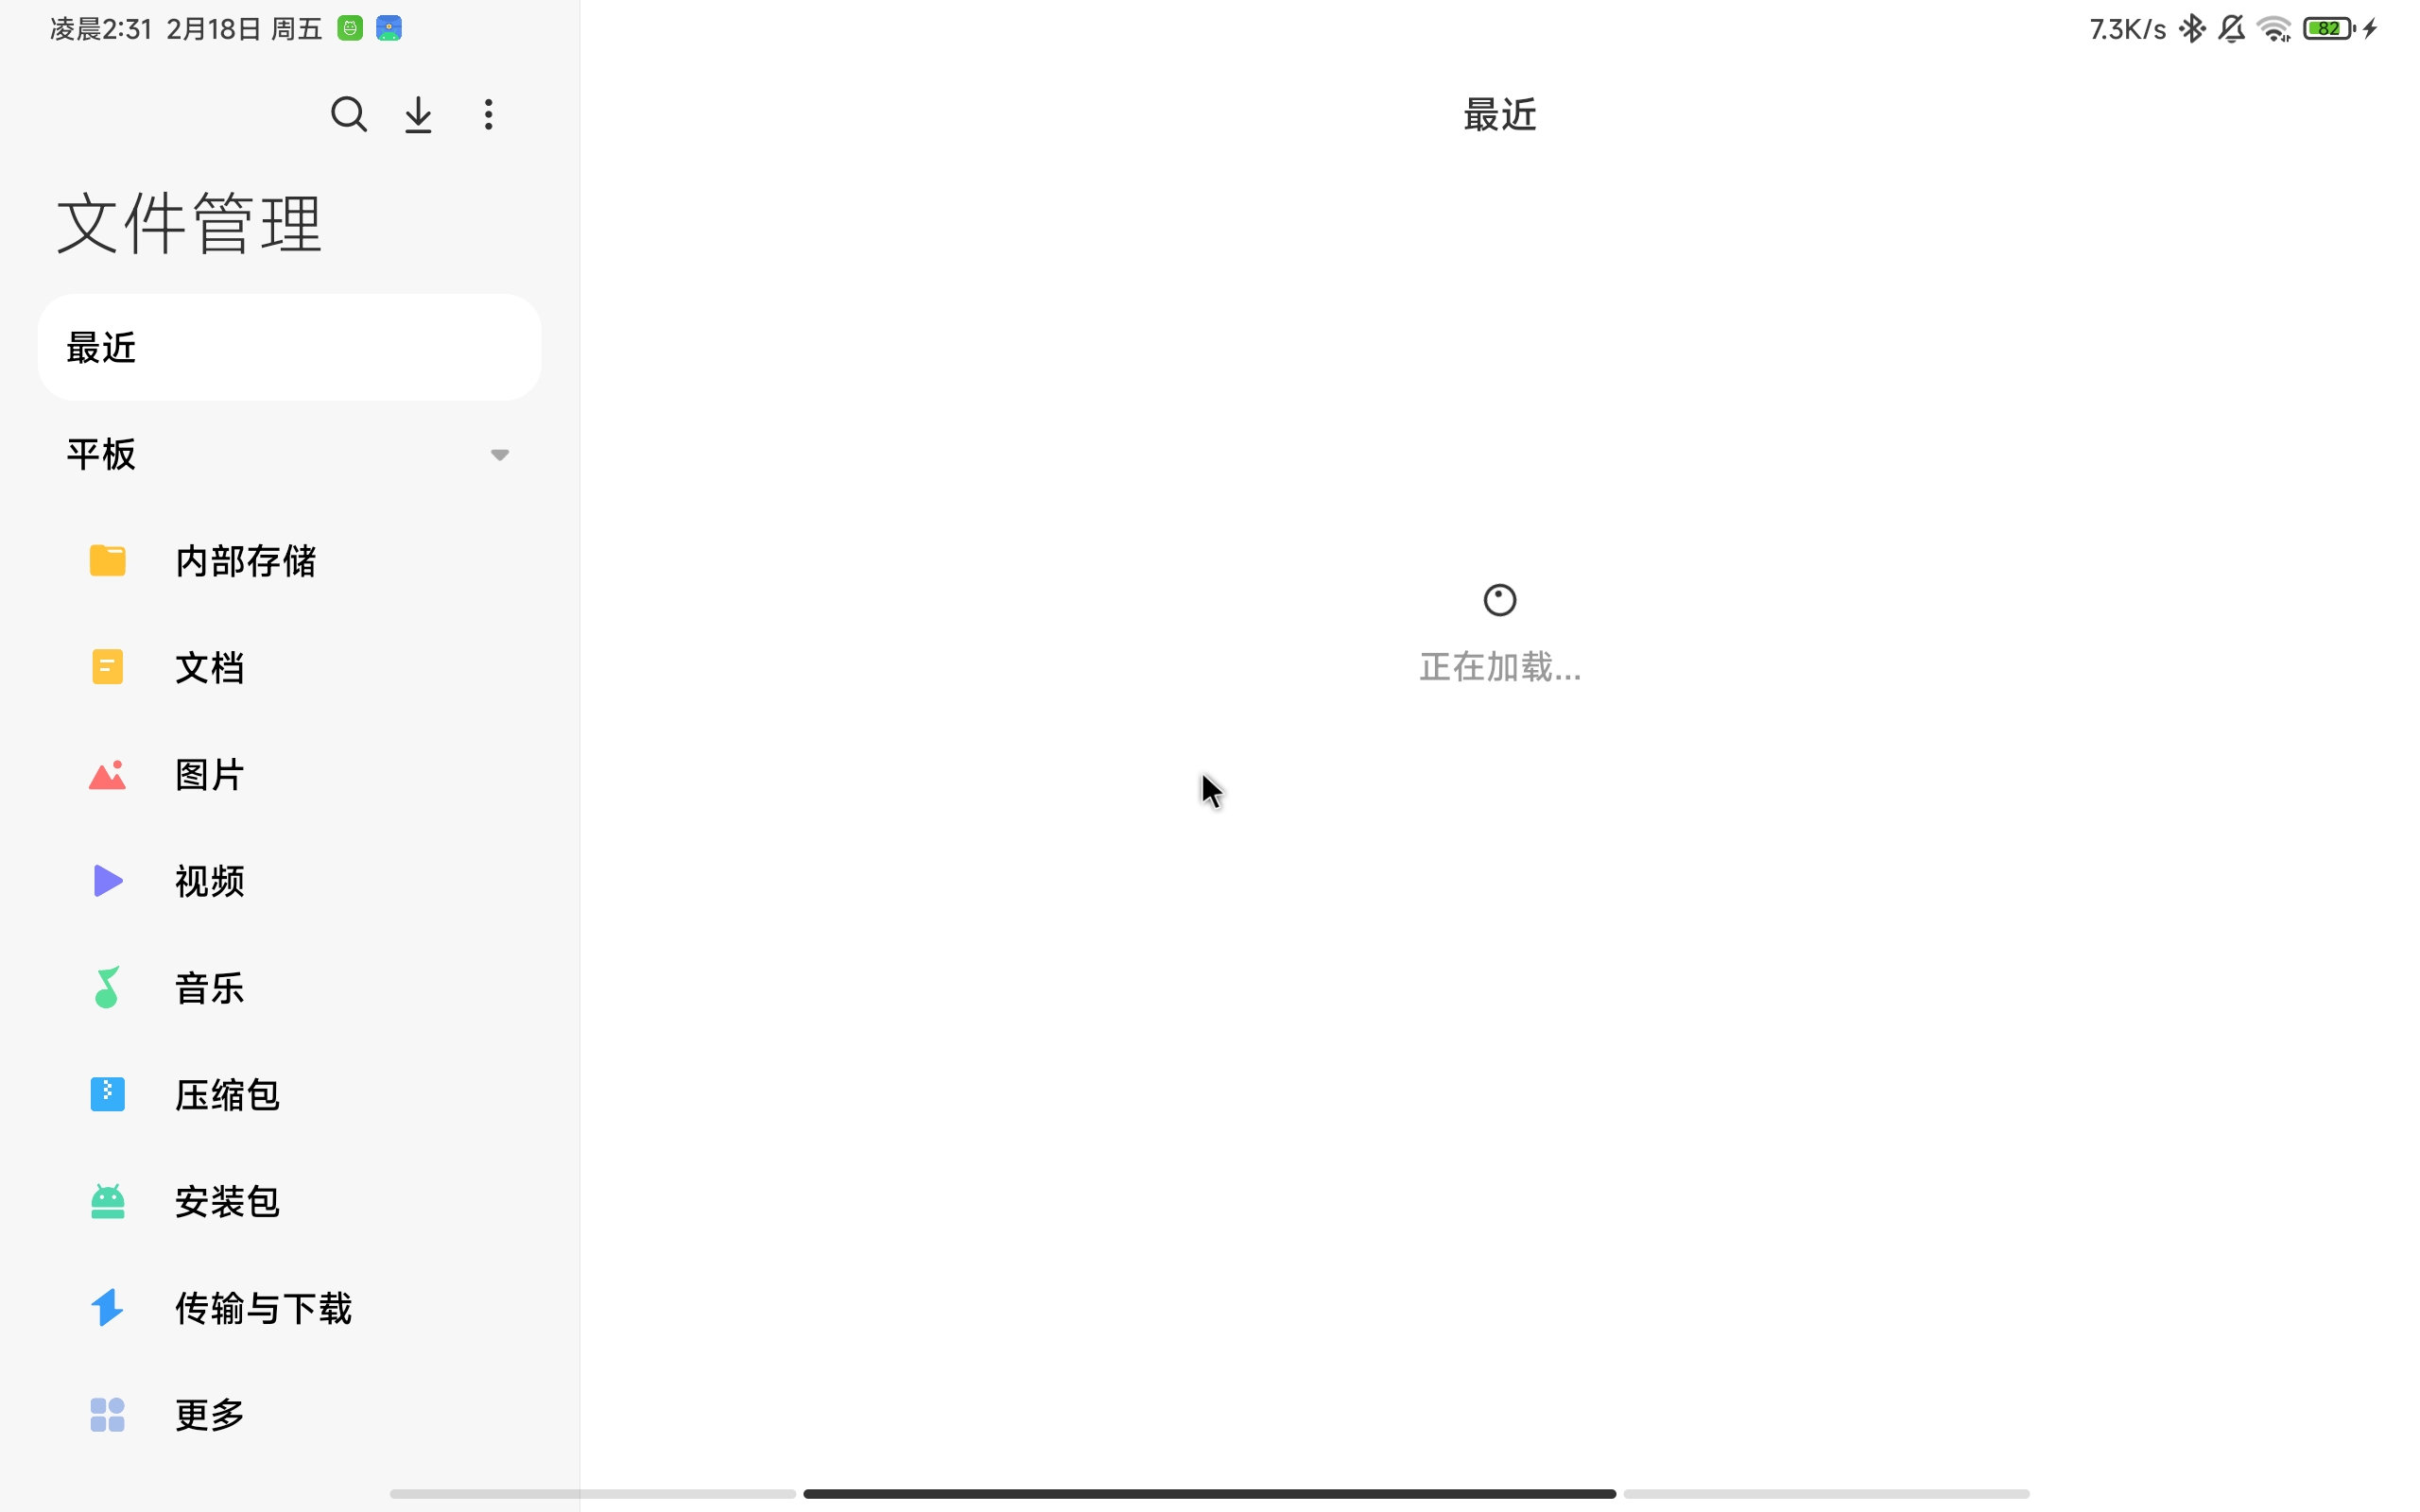 凌晨2:31 2月18日 周五
7.3K/s
82
文件管理
最近
平板
内部存储
文档
图片
视频
音乐
压缩包
安装包
传输与下载
更多
最近
正在加载...